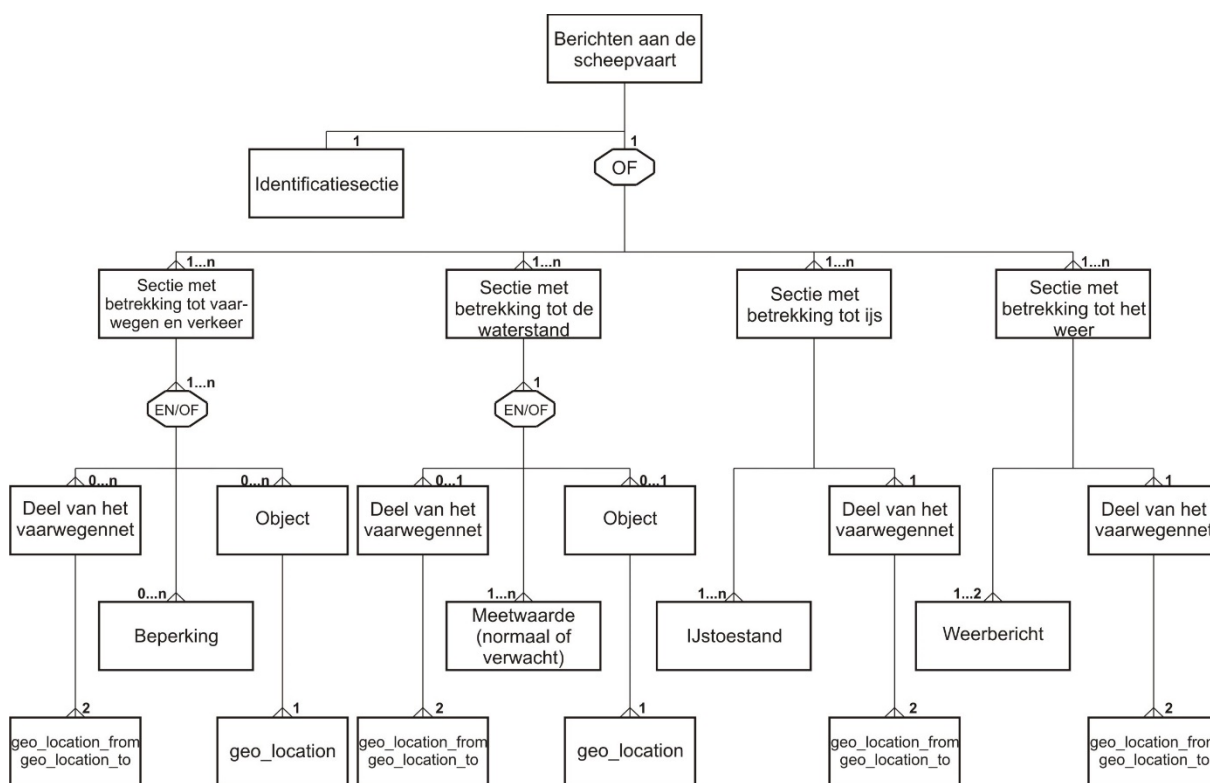 Berichten aan de
scheepvaart
1
1
Identificatiesectie
OF
1...n
1...n
1...n
1...n
Sectie met
betrekking tot vaar-
wegen en verkeer
Sectie met
betrekking tot de
waterstand
Sectie met
betrekking tot ijs
Sectie met
betrekking tot het
weer
1...n
1
EN/OF
EN/OF
0...n
0...n
0...1
0...1
1
1
Deel van het
vaarwegennet
Object
Deel van het
vaarwegennet
Object
Deel van het
vaarwegennet
Deel van het
vaarwegennet
0...n
1...n
1...n
1...2
Beperking
Meetwaarde
(normaal of
verwacht)
IJstoestand
Weerbericht
2
1
2
1
2
2
geo_location_from
geo_location_to
geo_location
geo_location_from
geo_location_to
geo_location
geo_location_from
geo_location_to
geo_location_from
geo_location_to